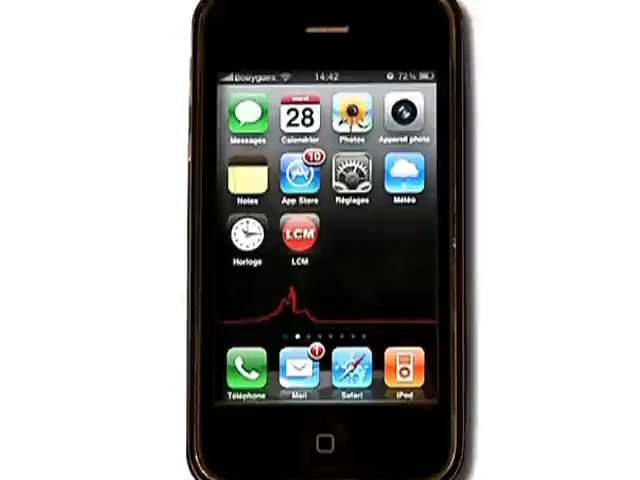 Bouygues 14:42 72%
28
Messages Calendrier Photos Appareil photo
10
Notes App Store Réglages Météo
LCM
Horloge LCM
1
Téléphone Mail Safari iPod